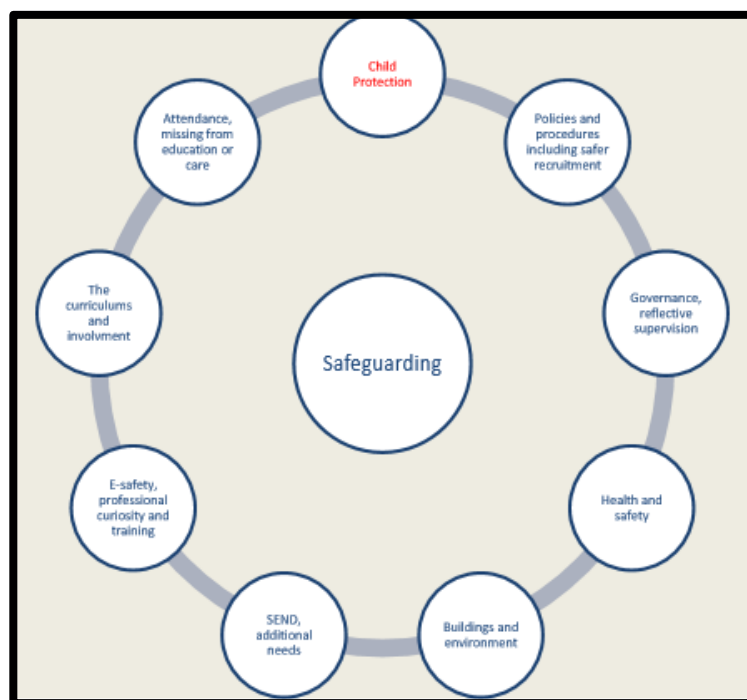 Child
Protection
Policies and
procedures
including safer
recruitment
Governance,
reflective
supervision
Health and
safety
Buildings and
environment
SEND,
additional
needs
E-safety,
professional
curiosity and
training
The
curriculums
and
involvment
Attendance,
missing from
education or
care
Safeguarding